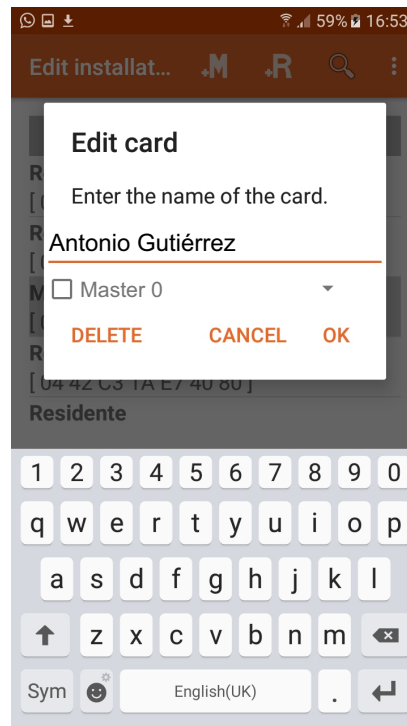 59% 16:53
Edit installat... +M +R
Edit card
Enter the name of the card.
Antonio Gutiérrez
Master 0
DELETE CANCEL OK
[ 04 42 C3 1A E7 40 80 ]
Residente
1 2 3 4 5 6 7 8 9 0
q w e r t y u i o p
a s d f g h j k l
z x c v b n m
Sym English(UK) .